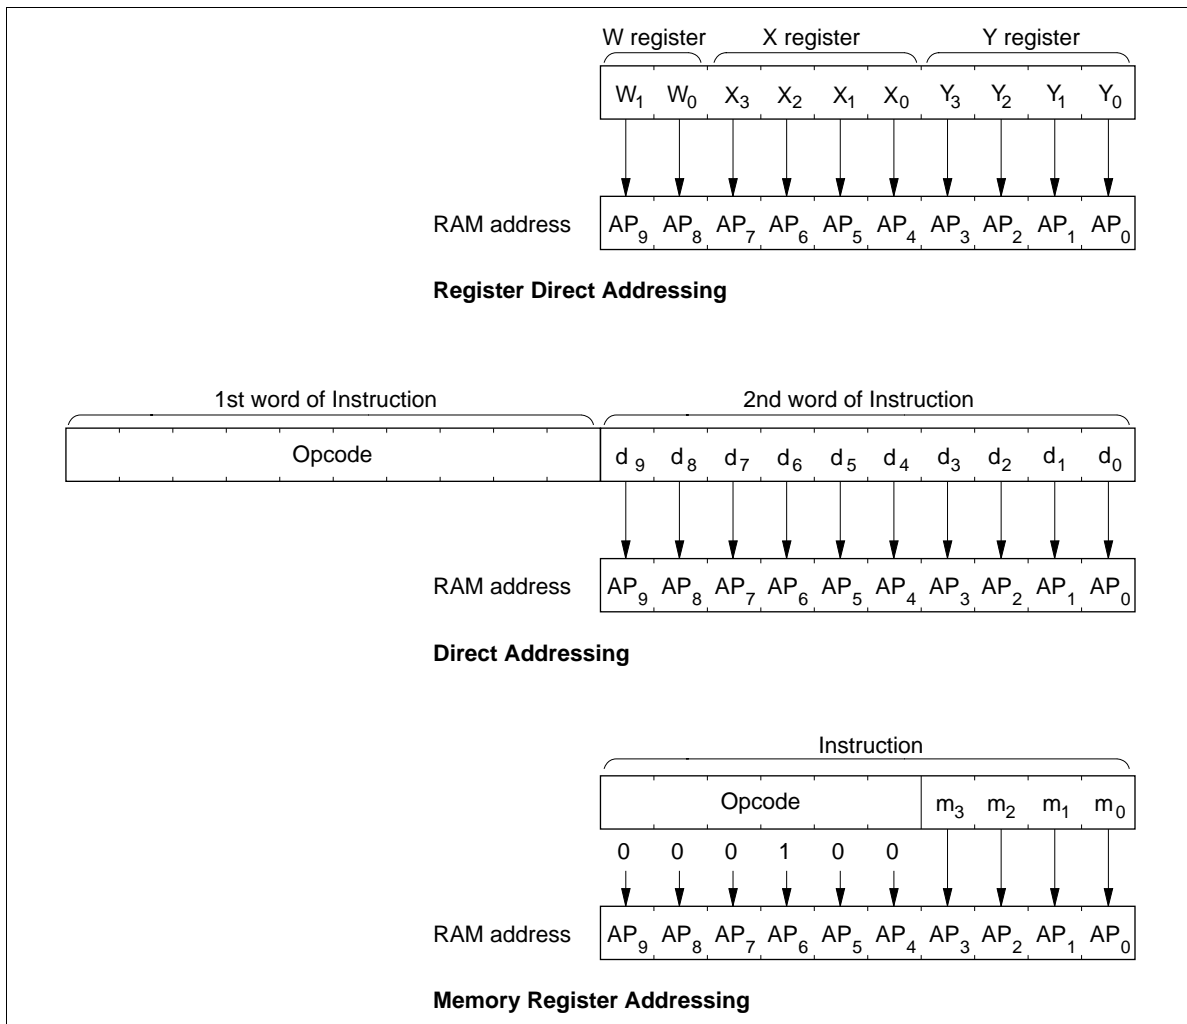 W register X register Y register
W1 W0 X3 X2 X1 X0 Y3 Y2 Y1 Y0
RAM address AP9 AP8 AP7 AP6 AP5 AP4 AP3 AP2 AP1 AP0
Register Direct Addressing
1st word of Instruction 2nd word of Instruction
Opcode d9 d8 d7 d6 d5 d4 d3 d2 d1 d0
RAM address AP9 AP8 AP7 AP6 AP5 AP4 AP3 AP2 AP1 AP0
Direct Addressing
Instruction
Opcode m3 m2 m1 m0
0 0 0 1 0 0
RAM address AP9 AP8 AP7 AP6 AP5 AP4 AP3 AP2 AP1 AP0
Memory Register Addressing